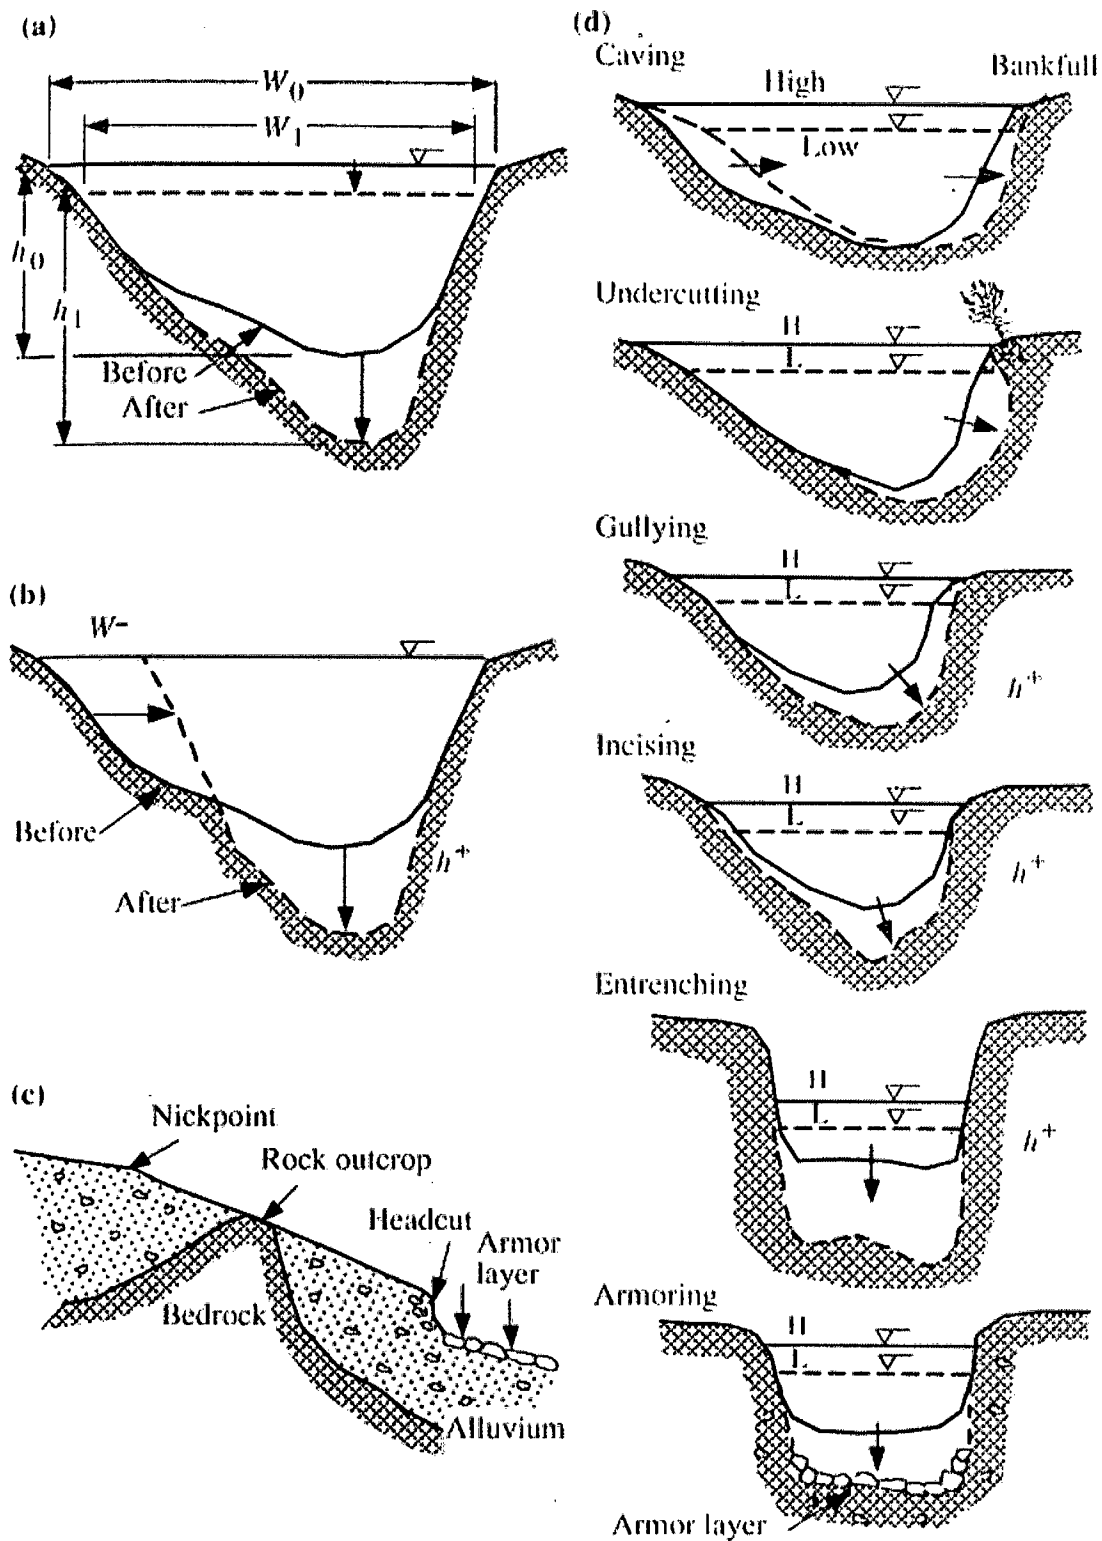 (a)
W0
W1
h0
h1
Before
After
(b)
W−
Before
h+
After
(c)
Nickpoint
Rock outcrop
Headcut
Armor
layer
Bedrock
Alluvium
(d)
Caving
Bankfull
High
Low
Undercutting
H
L
Gullying
H
L
h+
Incising
H
L
h+
Entrenching
H
L
h+
Armoring
H
L
Armor layer